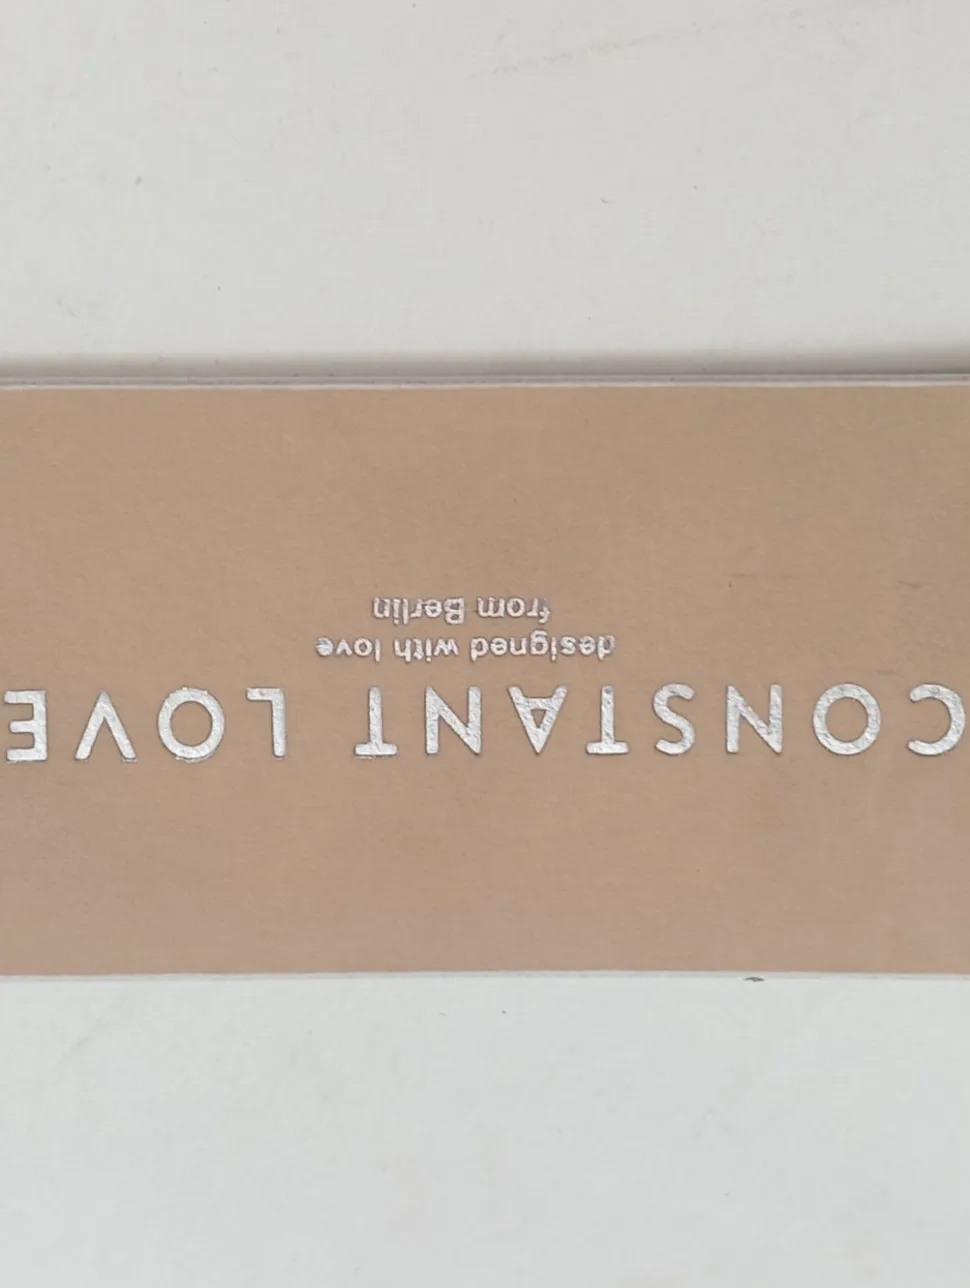 CONSTANT LOVE
designed with love
from Berlin